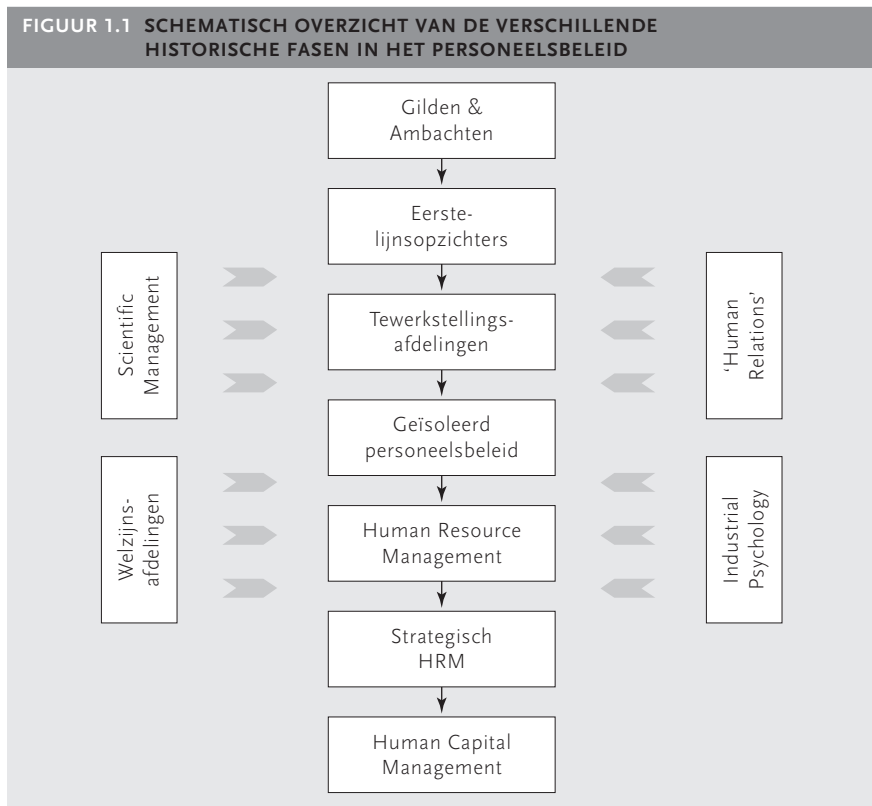 FIGUUR 1.1 SCHEMATISCH OVERZICHT VAN DE VERSCHILLENDE
HISTORISCHE FASEN IN HET PERSONEELSBELEID
Gilden &
Ambachten
Eerste-
lijnsopzichters
Tewerkstellings-
afdelingen
Geïsoleerd
personeelsbeleid
Human Resource
Management
Strategisch
HRM
Human Capital
Management
Scientific
Management
Welzijns-
afdelingen
'Human
Relations'
Industrial
Psychology